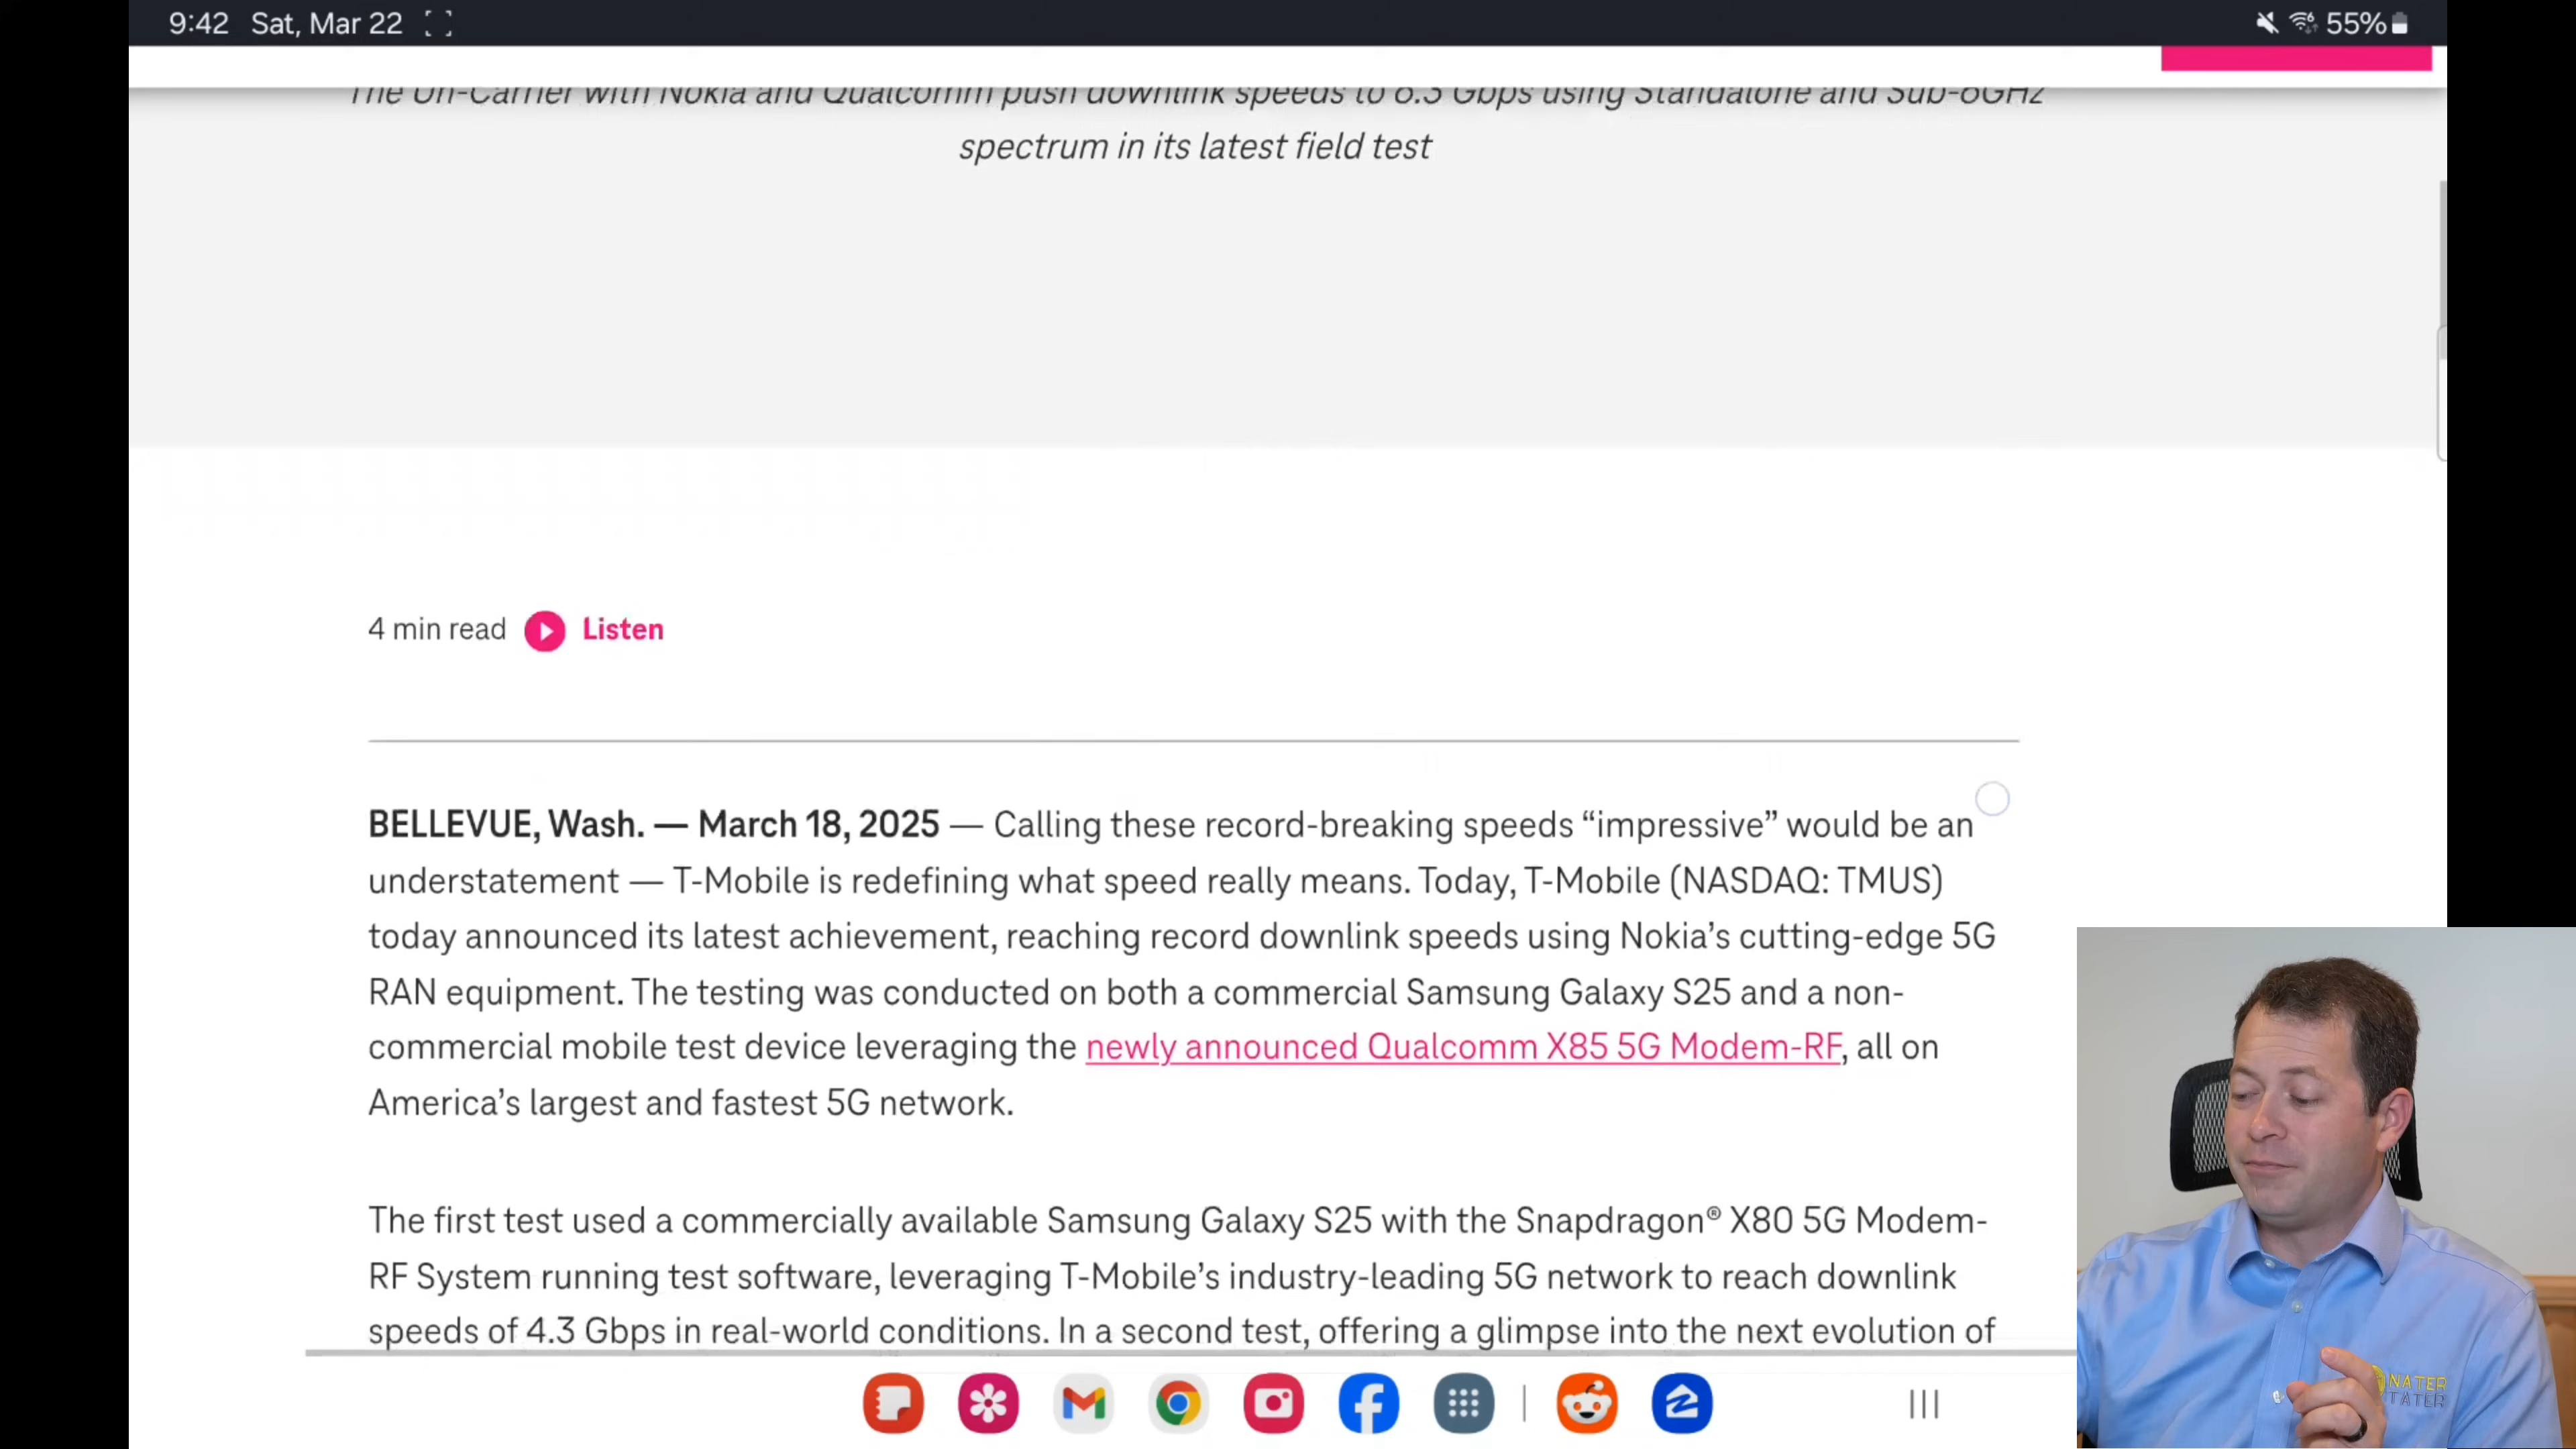 9:42 Sat, Mar 22
55%
The Un-Carrier with Nokia and Qualcomm push downlink speeds to 6.3 Gbps using Standalone and Sub-6GHz
spectrum in its latest field test
4 min read Listen
BELLEVUE, Wash. — March 18, 2025 — Calling these record-breaking speeds “impressive” would be an
understatement — T-Mobile is redefining what speed really means. Today, T-Mobile (NASDAQ: TMUS)
today announced its latest achievement, reaching record downlink speeds using Nokia’s cutting-edge 5G
RAN equipment. The testing was conducted on both a commercial Samsung Galaxy S25 and a non-
commercial mobile test device leveraging the newly announced Qualcomm X85 5G Modem-RF, all on
America’s largest and fastest 5G network.
The first test used a commercially available Samsung Galaxy S25 with the Snapdragon® X80 5G Modem-
RF System running test software, leveraging T-Mobile’s industry-leading 5G network to reach downlink
speeds of 4.3 Gbps in real-world conditions. In a second test, offering a glimpse into the next evolution of
NATER
TATER